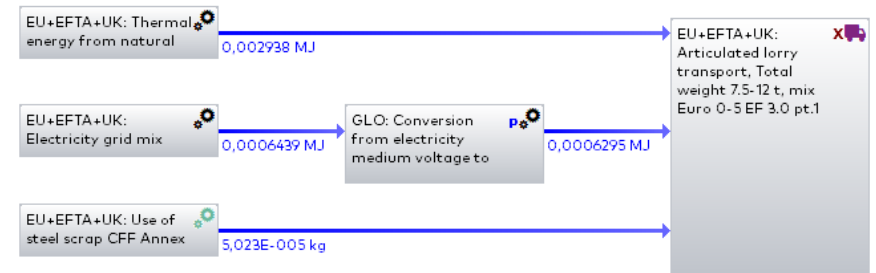 EU+EFTA+UK: Thermal
energy from natural
0,002938 MJ
EU+EFTA+UK:
Electricity grid mix
0,0006439 MJ
GLO: Conversion
from electricity
medium voltage to
p
0,0006295 MJ
EU+EFTA+UK: Use of
steel scrap CFF Annex
5,023E-005 kg
EU+EFTA+UK:
Articulated lorry
transport, Total
weight 7.5-12 t, mix
Euro 0-5 EF 3.0 pt.1
X